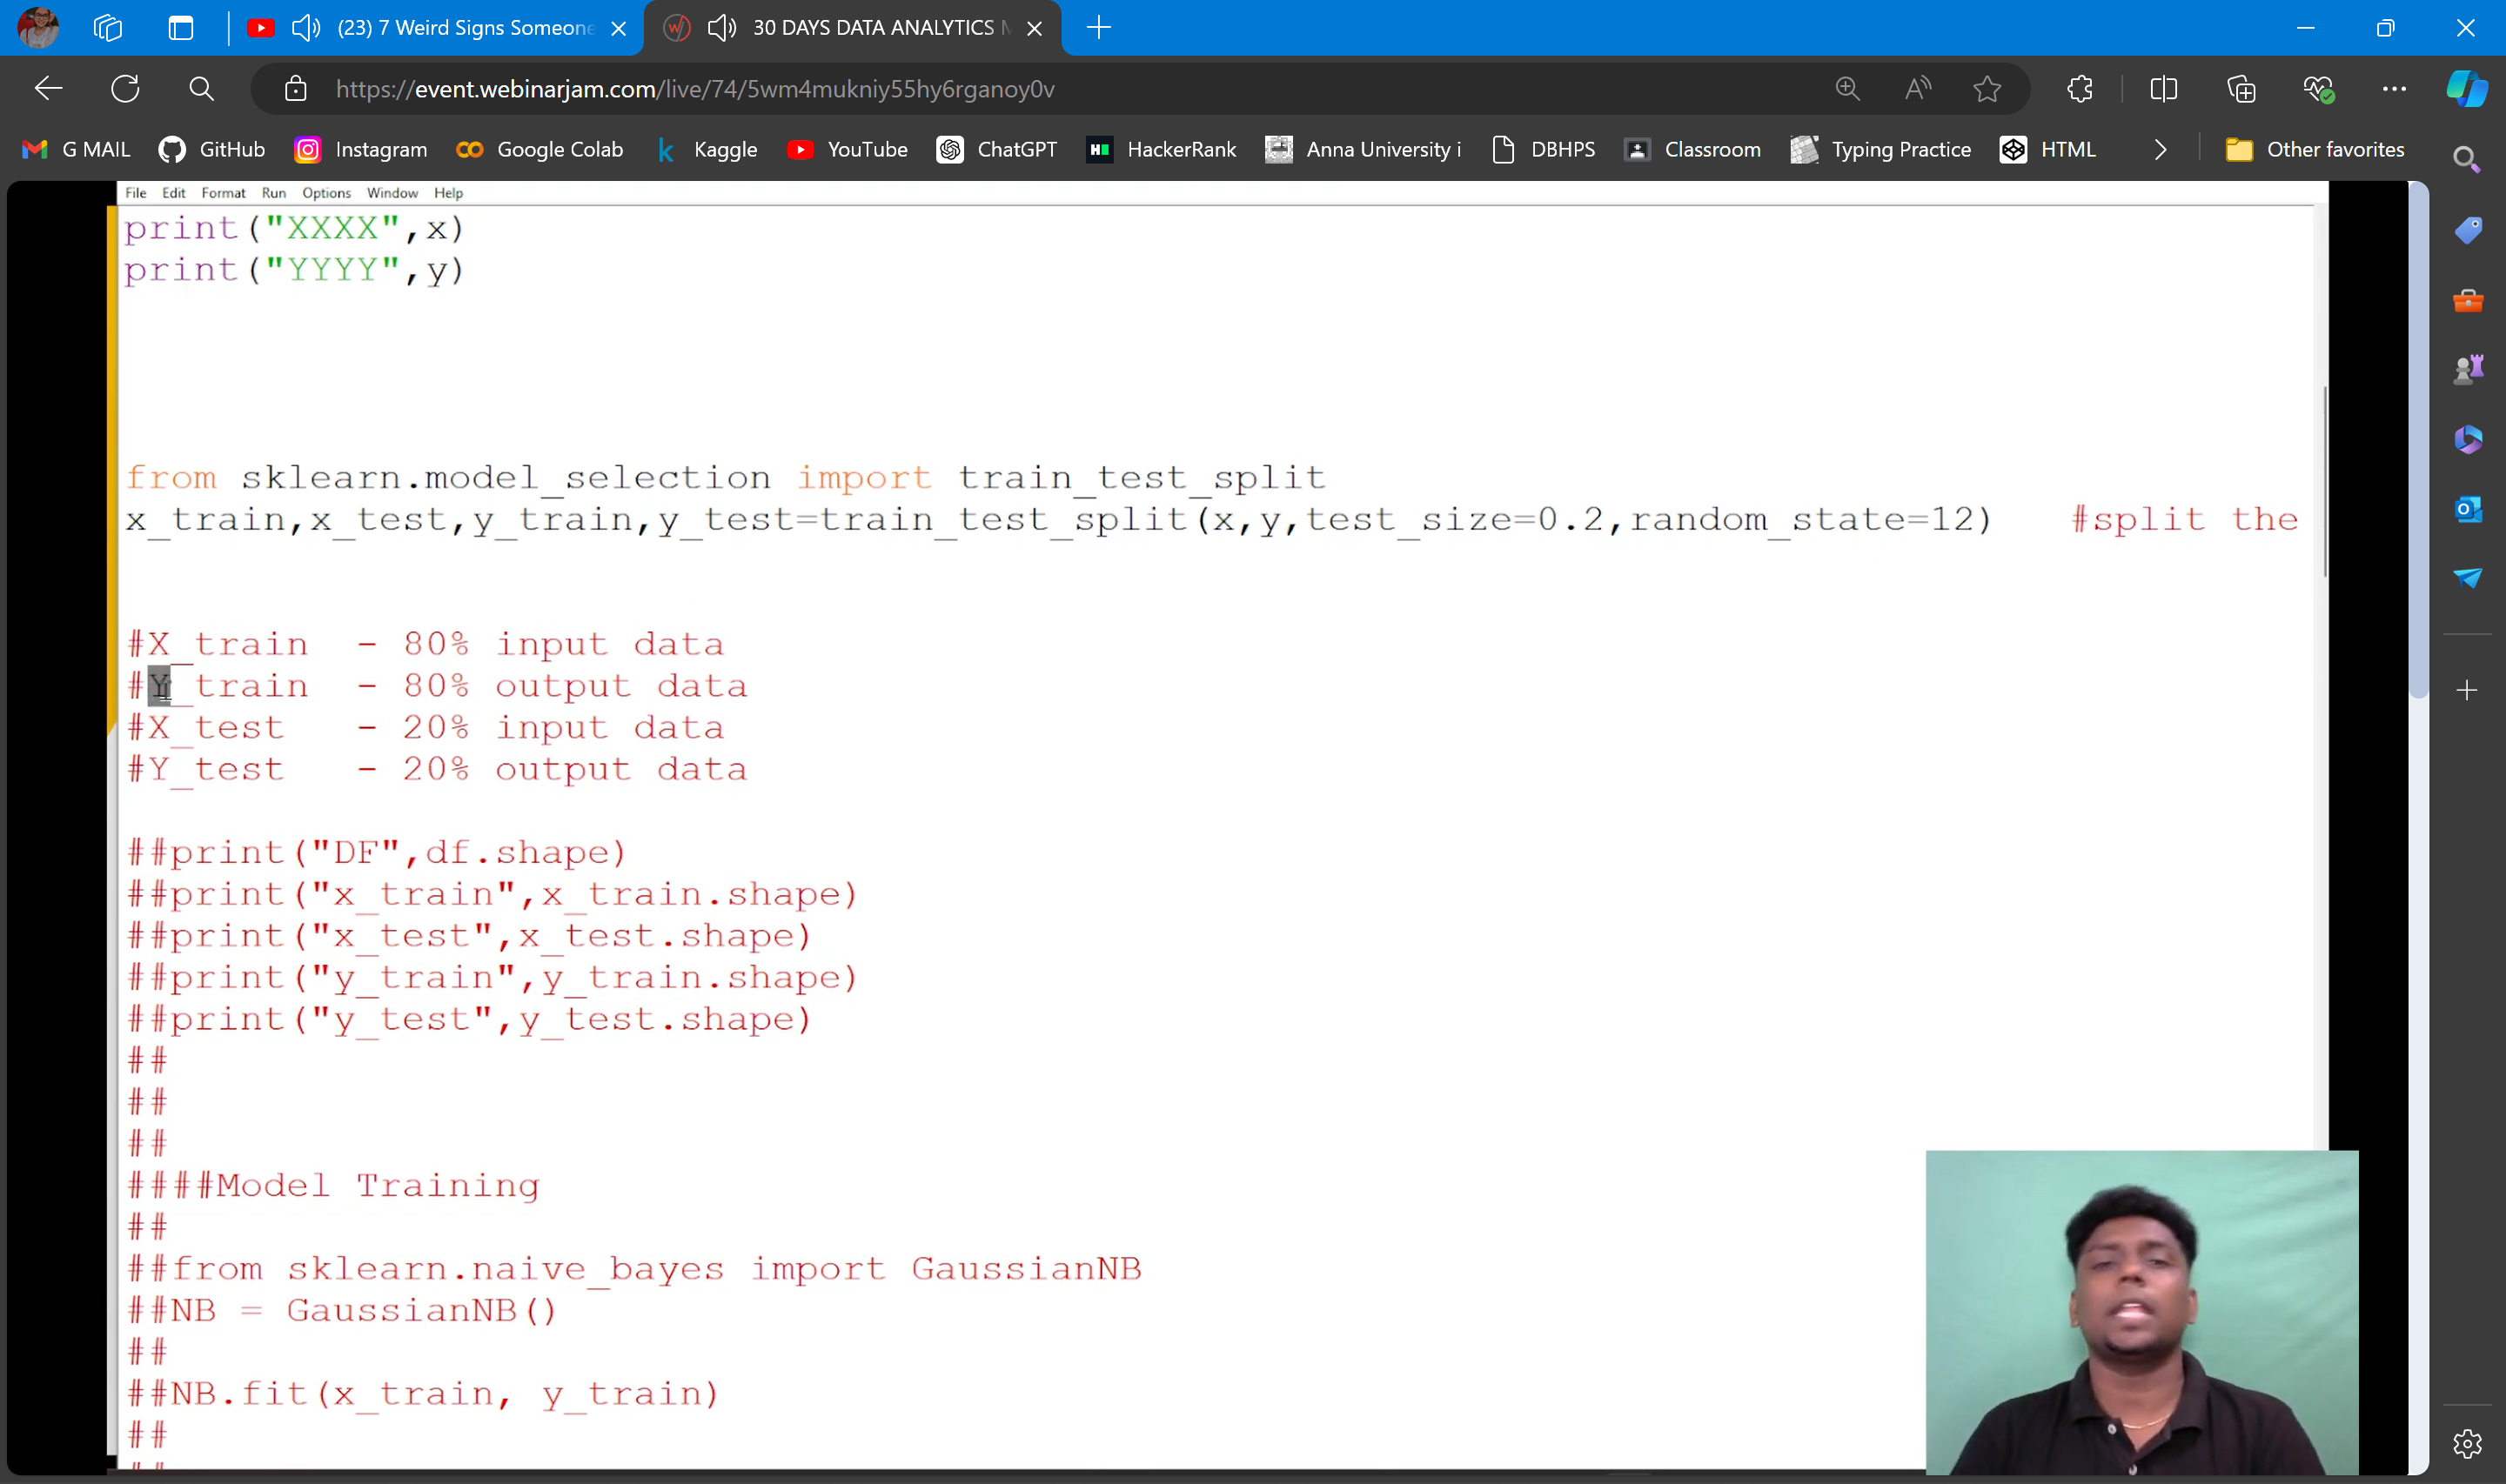 (23) 7 Weird Signs Someone
30 DAYS DATA ANALYTICS
https://event.webinarjam.com/live/74/5wm4mukniy55hy6rganoy0v
G MAIL GitHub Instagram Google Colab Kaggle YouTube ChatGPT HackerRank Anna University i DBHPS Classroom Typing Practice HTML Other favorites
File Edit Format Run Options Window Help
print("XXXX",x)
print("YYYY",y)
from sklearn.model_selection import train_test_split
x_train,x_test,y_train,y_test=train_test_split(x,y,test_size=0.2,random_state=12) #split the
#X_train - 80% input data
#Y_train - 80% output data
#X_test - 20% input data
#Y_test - 20% output data
##print("DF",df.shape)
##print("x_train",x_train.shape)
##print("x_test",x_test.shape)
##print("y_train",y_train.shape)
##print("y_test",y_test.shape)
##
##
##
####Model Training
##
##from sklearn.naive_bayes import GaussianNB
##NB = GaussianNB()
##
##NB.fit(x_train, y_train)
##